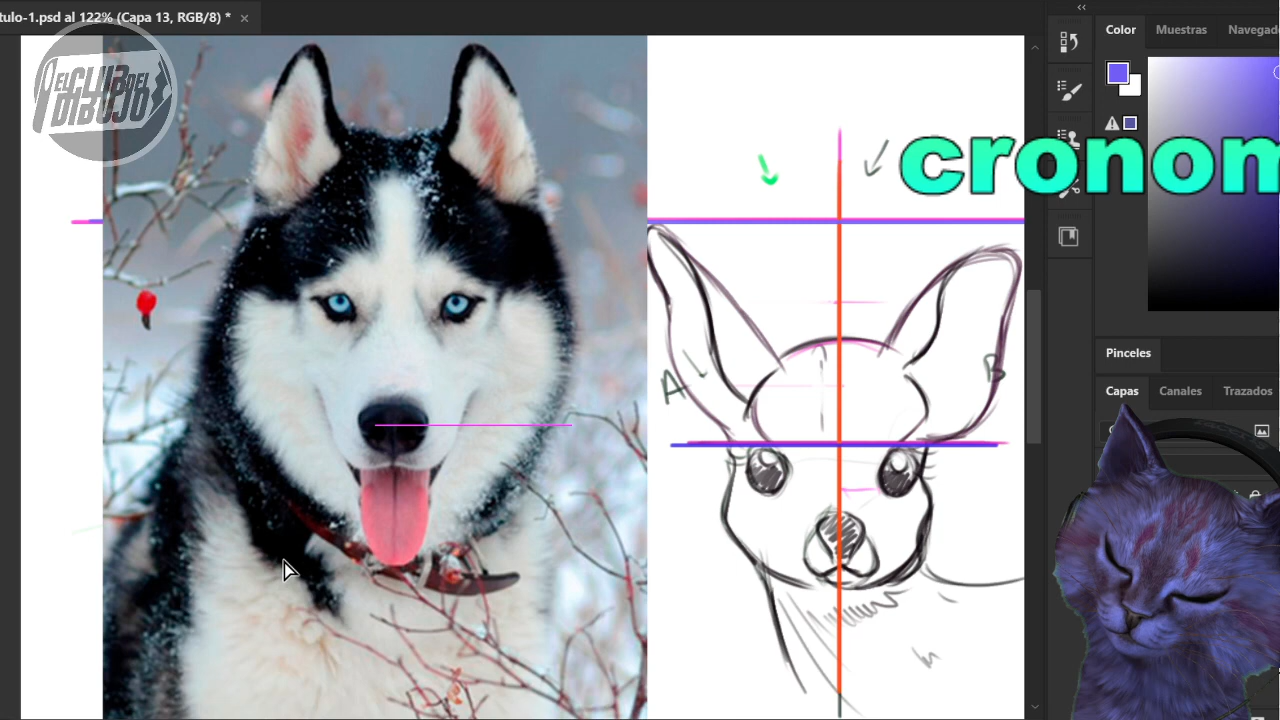 tulo-1.psd al 122% (Capa 13, RGB/8) *
EL CLUB DEL
DIBUJO
Color
Muestras
Navegad
cronom
A
B
Pinceles
Capas
Canales
Trazados